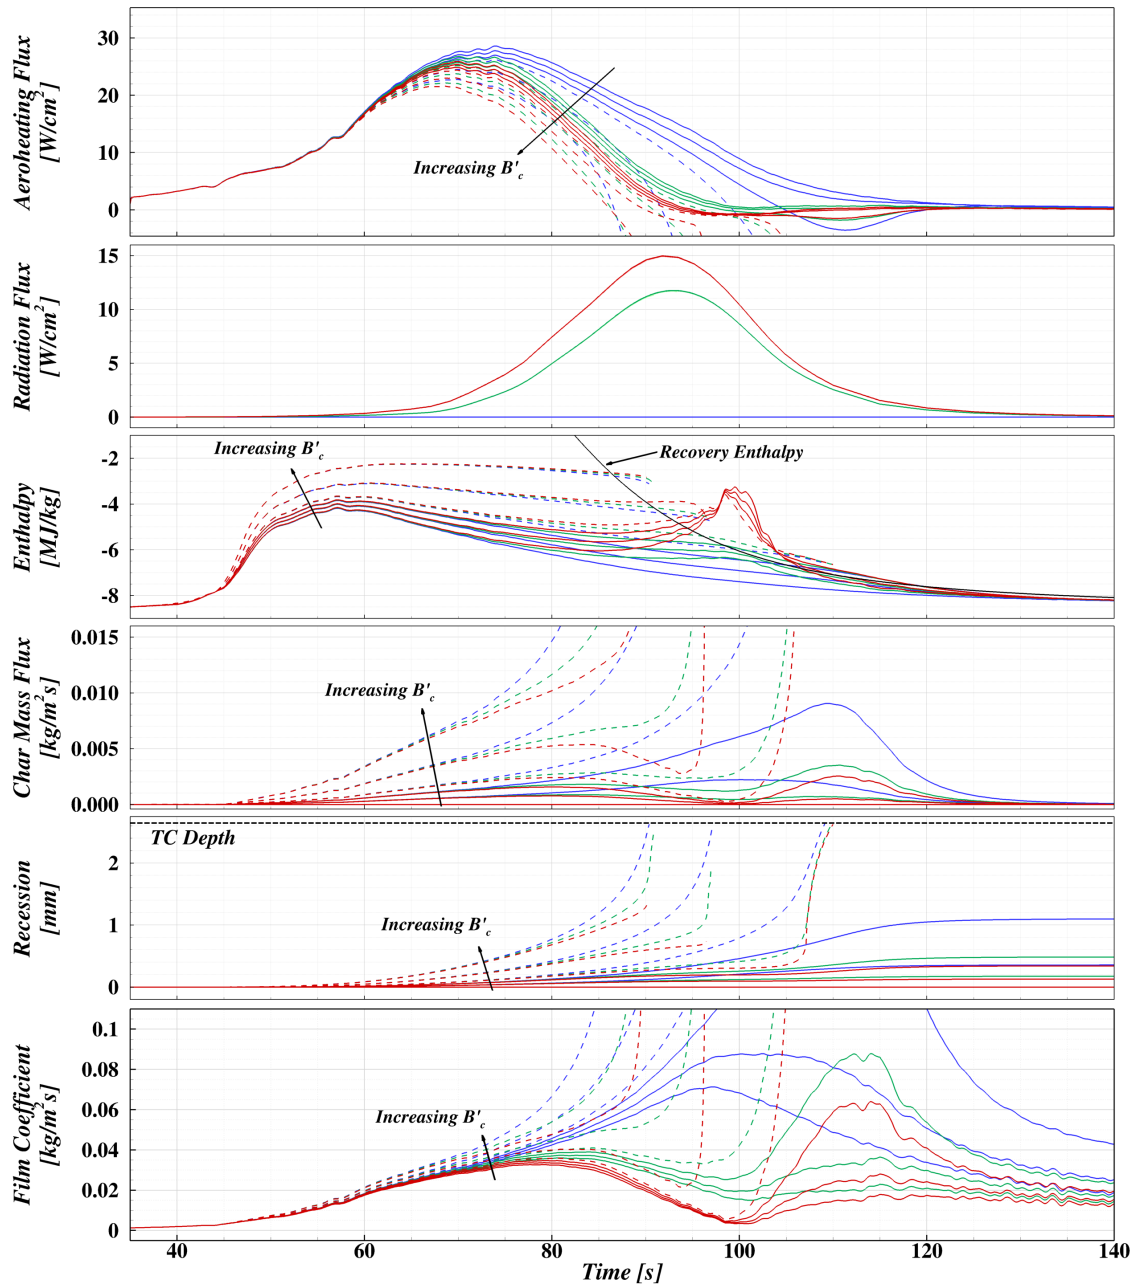 Aeroheating Flux
[W/cm²]
30
20
10
0
Increasing B'c
Radiation Flux
[W/cm²]
15
10
5
0
Enthalpy
[MJ/kg]
-2
-4
-6
-8
Increasing B'c
Recovery Enthalpy
Char Mass Flux
[kg/m²s]
0.015
0.010
0.005
0.000
Increasing B'c
Recession
[mm]
2
1
0
TC Depth
Increasing B'c
Film Coefficient
[kg/m²s]
0.1
0.08
0.06
0.04
0.02
0
Increasing B'c
40 60 80 100 120 140
Time [s]